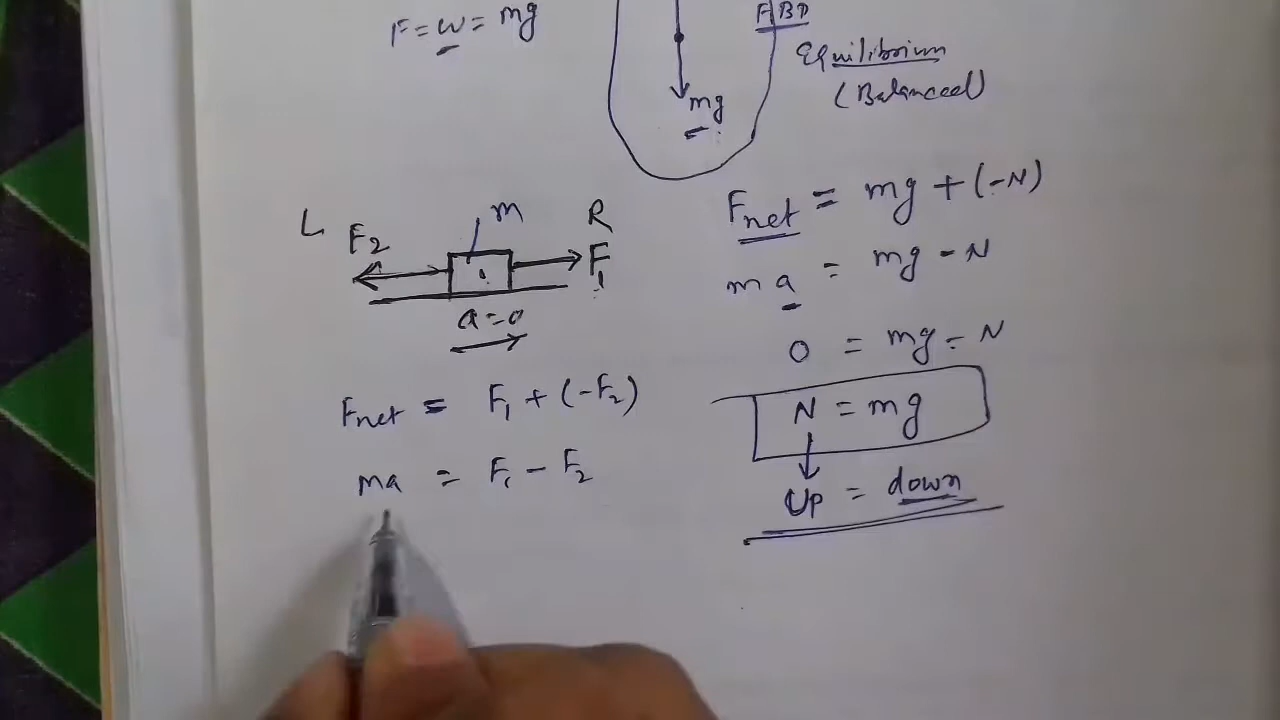 F = w = mg
FBD
Equilibrium
(Balanced)
mg
L
F2
m
R
F1
a=0
Fnet = mg + (-N)
ma = mg - N
0 = mg - N
N = mg
Up = down
Fnet = F1 + (-F2)
ma = F1 - F2